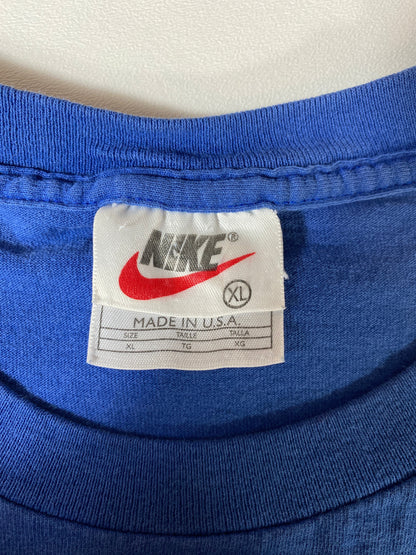 NIKE®
XL
MADE IN U.S.A.
SIZE TAILLE TALLA
XL TG XG